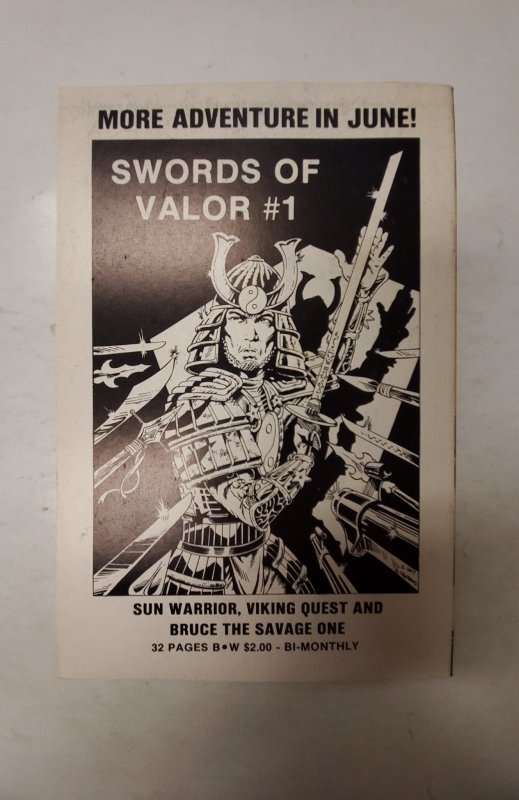 MORE ADVENTURE IN JUNE!
SWORDS OF
VALOR #1
SUN WARRIOR, VIKING QUEST AND
BRUCE THE SAVAGE ONE
32 PAGES B•W $2.00 - BI-MONTHLY